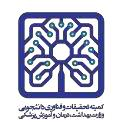 کمیته تحقیقات و فناوری دانشجویی
وزارت بهداشت، درمان و آموزش پزشکی